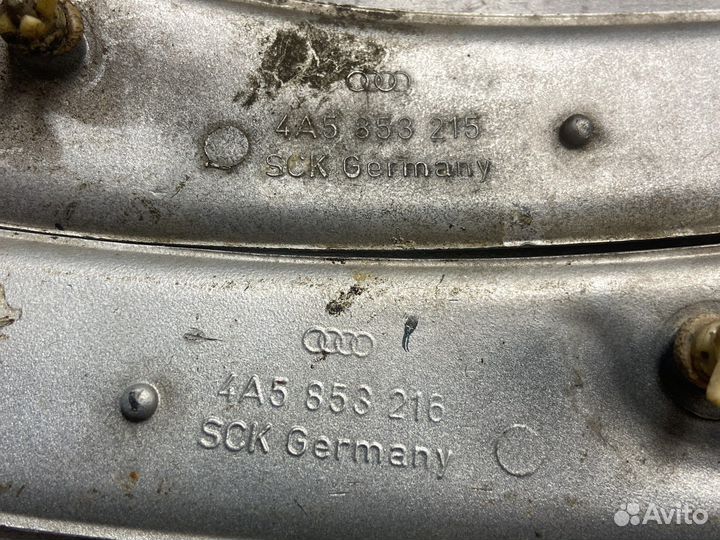 4A5 853 215
SCK Germany
4A5 853 216
SCK Germany
Avito